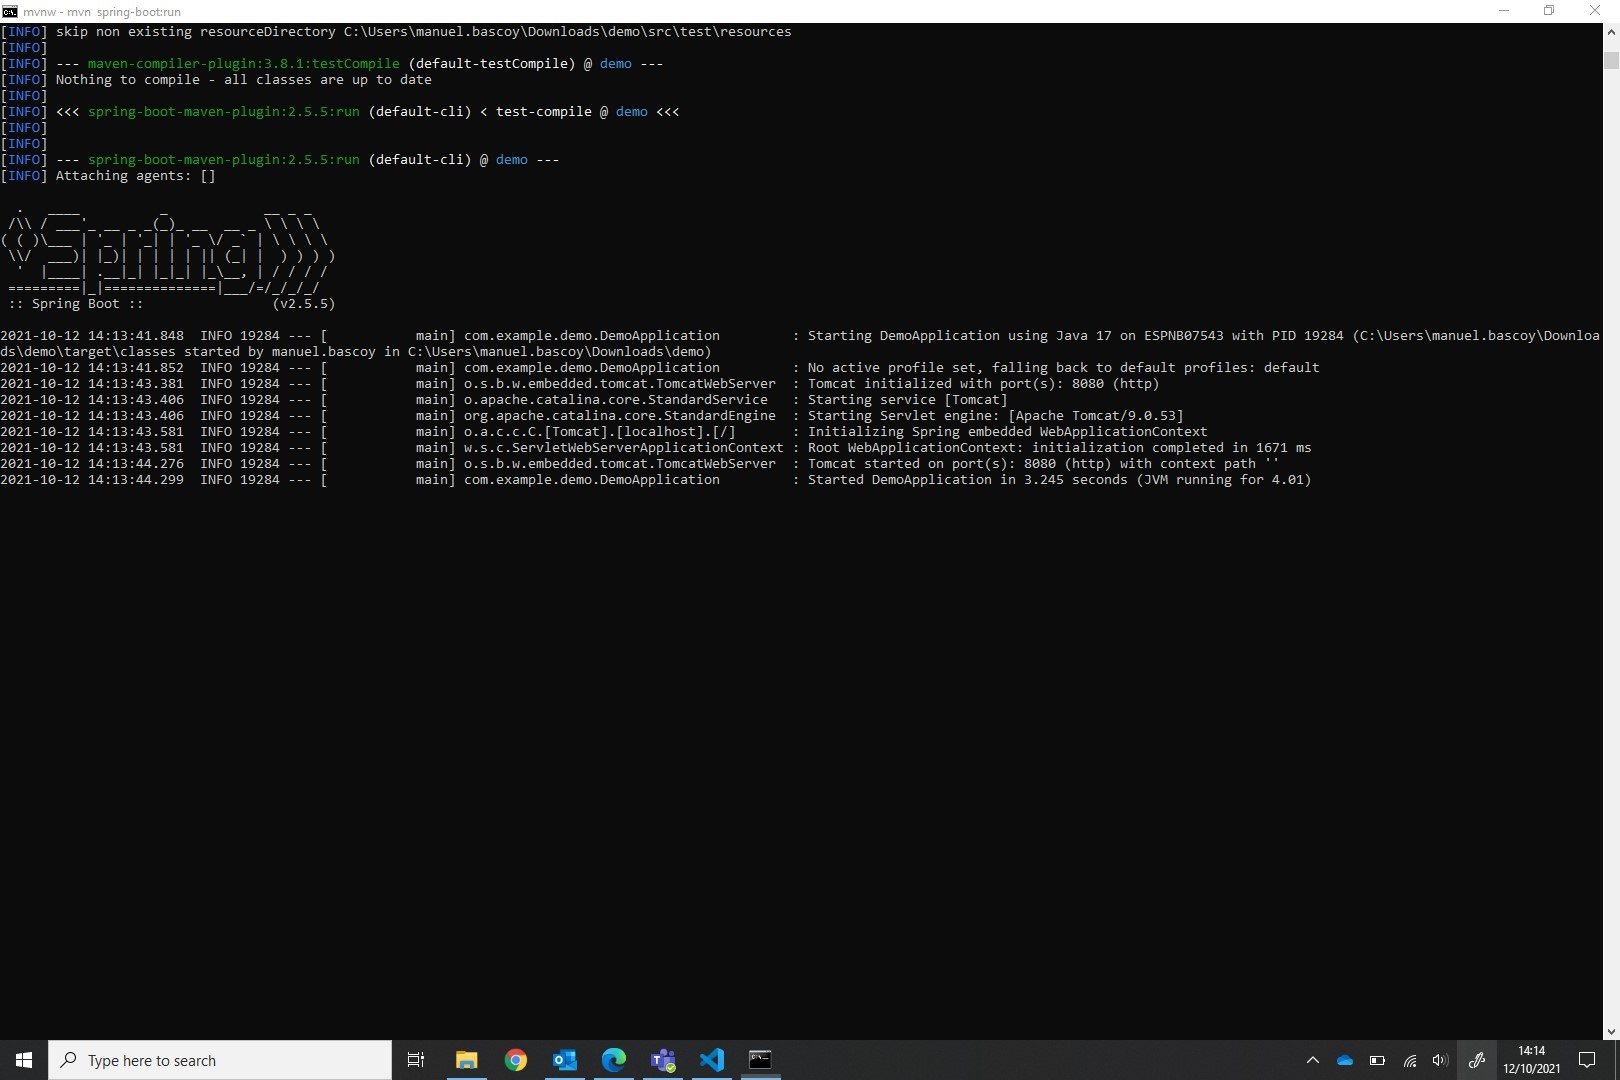 mvnw - mvn  spring-boot:run
[INFO] skip non existing resourceDirectory C:\Users\manuel.bascoy\Downloads\demo\src\test\resources
[INFO]
[INFO] --- maven-compiler-plugin:3.8.1:testCompile (default-testCompile) @ demo ---
[INFO] Nothing to compile - all classes are up to date
[INFO]
[INFO] <<< spring-boot-maven-plugin:2.5.5:run (default-cli) < test-compile @ demo <<<
[INFO]
[INFO]
[INFO] --- spring-boot-maven-plugin:2.5.5:run (default-cli) @ demo ---
[INFO] Attaching agents: []
  .   ____          _            __ _ _
 /\\ / ___'_ __ _ _(_)_ __  __ _ \ \ \ \
( ( )\___ | '_ | '_| | '_ \/ _` | \ \ \ \
 \\/  ___)| |_)| | | | | || (_| |  ) ) ) )
  '  |____| .__|_| |_|_| |_\__, | / / / /
 =========|_|==============|___/=/_/_/_/
 :: Spring Boot ::                (v2.5.5)
2021-10-12 14:13:41.848  INFO 19284 --- [           main] com.example.demo.DemoApplication         : Starting DemoApplication using Java 17 on ESPNB07543 with PID 19284 (C:\Users\manuel.bascoy\Downloa
ds\demo\target\classes started by manuel.bascoy in C:\Users\manuel.bascoy\Downloads\demo)
2021-10-12 14:13:41.852  INFO 19284 --- [           main] com.example.demo.DemoApplication         : No active profile set, falling back to default profiles: default
2021-10-12 14:13:43.381  INFO 19284 --- [           main] o.s.b.w.embedded.tomcat.TomcatWebServer  : Tomcat initialized with port(s): 8080 (http)
2021-10-12 14:13:43.406  INFO 19284 --- [           main] o.apache.catalina.core.StandardService   : Starting service [Tomcat]
2021-10-12 14:13:43.406  INFO 19284 --- [           main] org.apache.catalina.core.StandardEngine  : Starting Servlet engine: [Apache Tomcat/9.0.53]
2021-10-12 14:13:43.581  INFO 19284 --- [           main] o.a.c.c.C.[Tomcat].[localhost].[/]       : Initializing Spring embedded WebApplicationContext
2021-10-12 14:13:43.581  INFO 19284 --- [           main] w.s.c.ServletWebServerApplicationContext : Root WebApplicationContext: initialization completed in 1671 ms
2021-10-12 14:13:44.276  INFO 19284 --- [           main] o.s.b.w.embedded.tomcat.TomcatWebServer  : Tomcat started on port(s): 8080 (http) with context path ''
2021-10-12 14:13:44.299  INFO 19284 --- [           main] com.example.demo.DemoApplication         : Started DemoApplication in 3.245 seconds (JVM running for 4.01)
Type here to search
14:14
12/10/2021